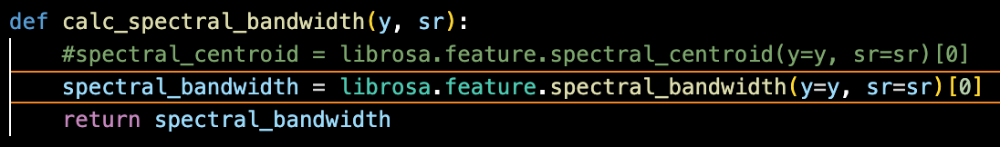 def calc_spectral_bandwidth(y, sr):
    #spectral_centroid = librosa.feature.spectral_centroid(y=y, sr=sr)[0]
    spectral_bandwidth = librosa.feature.spectral_bandwidth(y=y, sr=sr)[0]
    return spectral_bandwidth